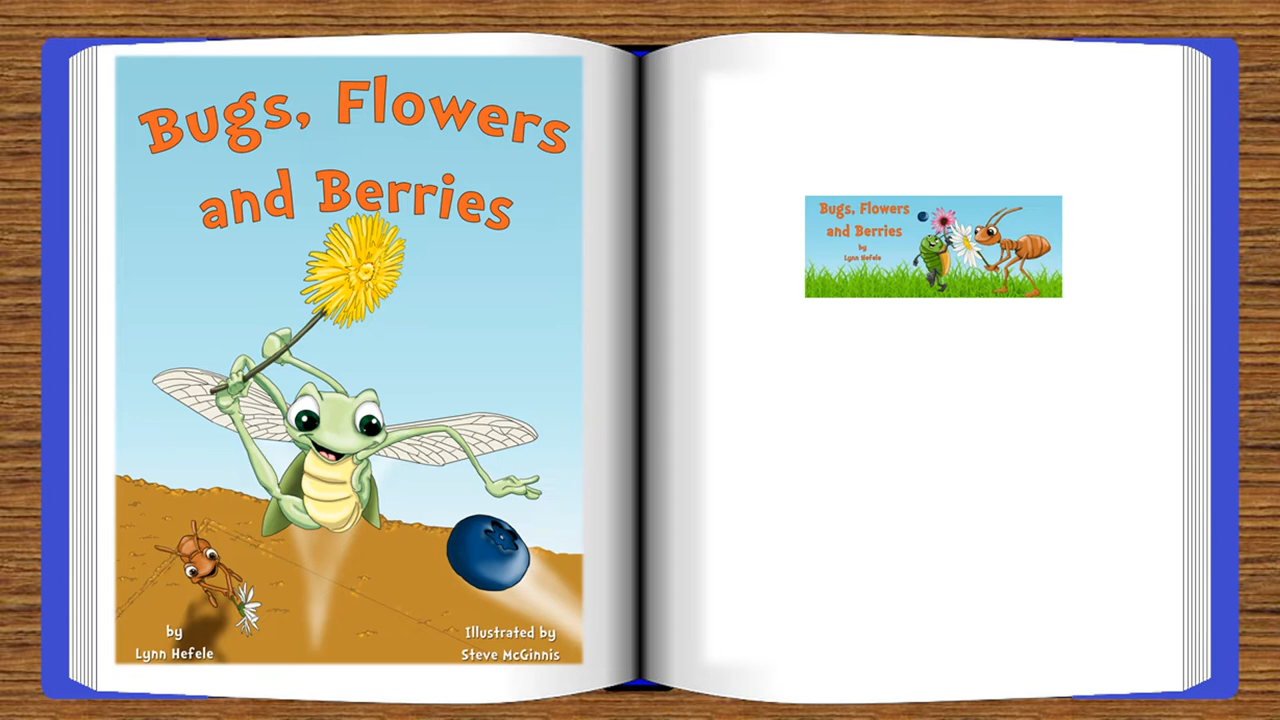 Bugs, Flowers
and Berries
by
Lynn Hefele
Illustrated by
Steve McGinnis
Bugs, Flowers
and Berries
by
Lynn Hefele